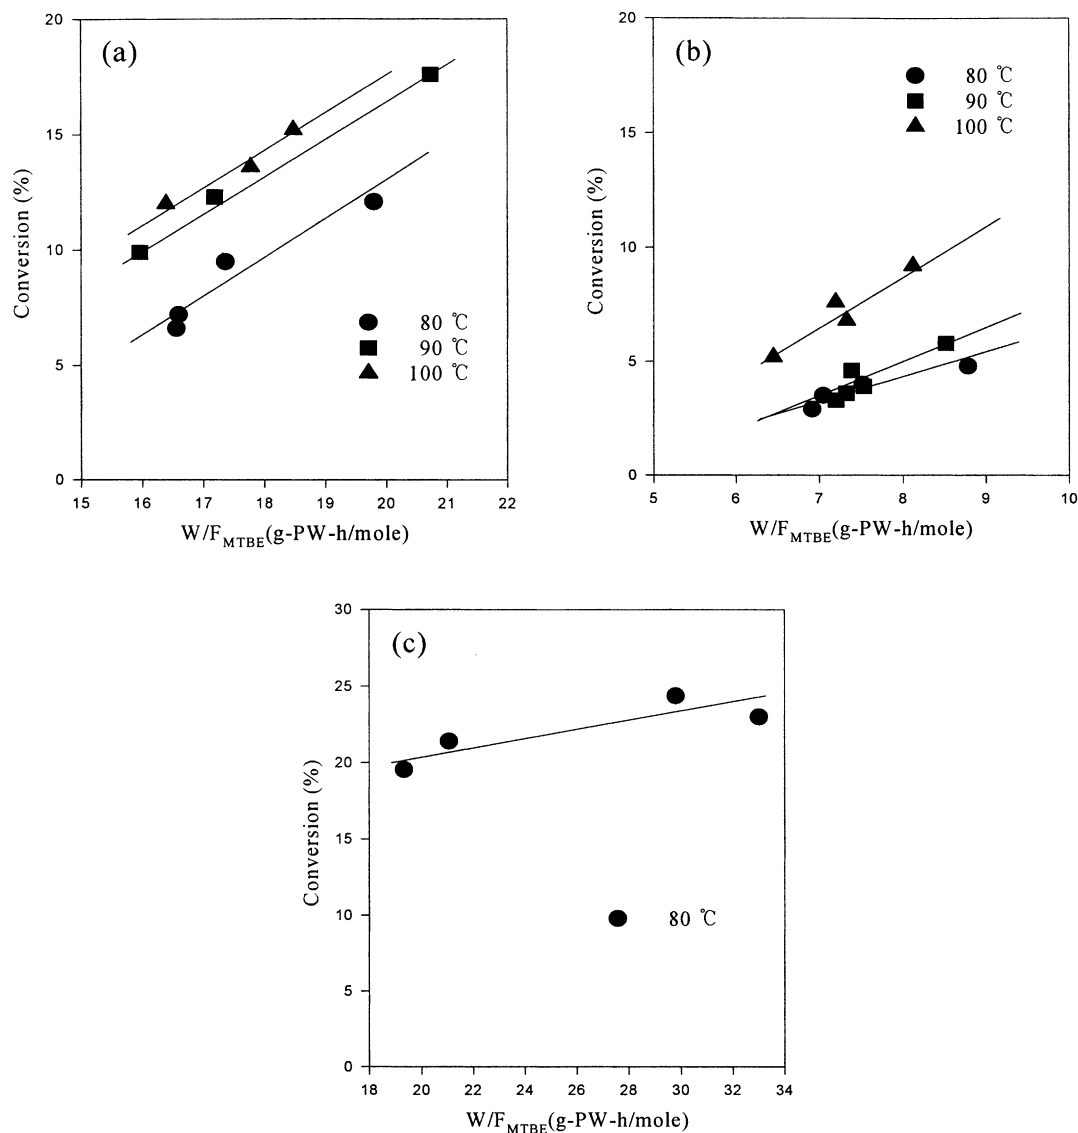 (a)
20
15
10
5
0
Conversion (%)
80 ℃
90 ℃
100 ℃
15 16 17 18 19 20 21 22
W/F_MTBE(g-PW-h/mole)
(b)
20
15
10
5
0
Conversion (%)
80 ℃
90 ℃
100 ℃
5 6 7 8 9 10
W/F_MTBE(g-PW-h/mole)
(c)
30
25
20
15
10
5
0
Conversion (%)
80 ℃
18 20 22 24 26 28 30 32 34
W/F_MTBE(g-PW-h/mole)